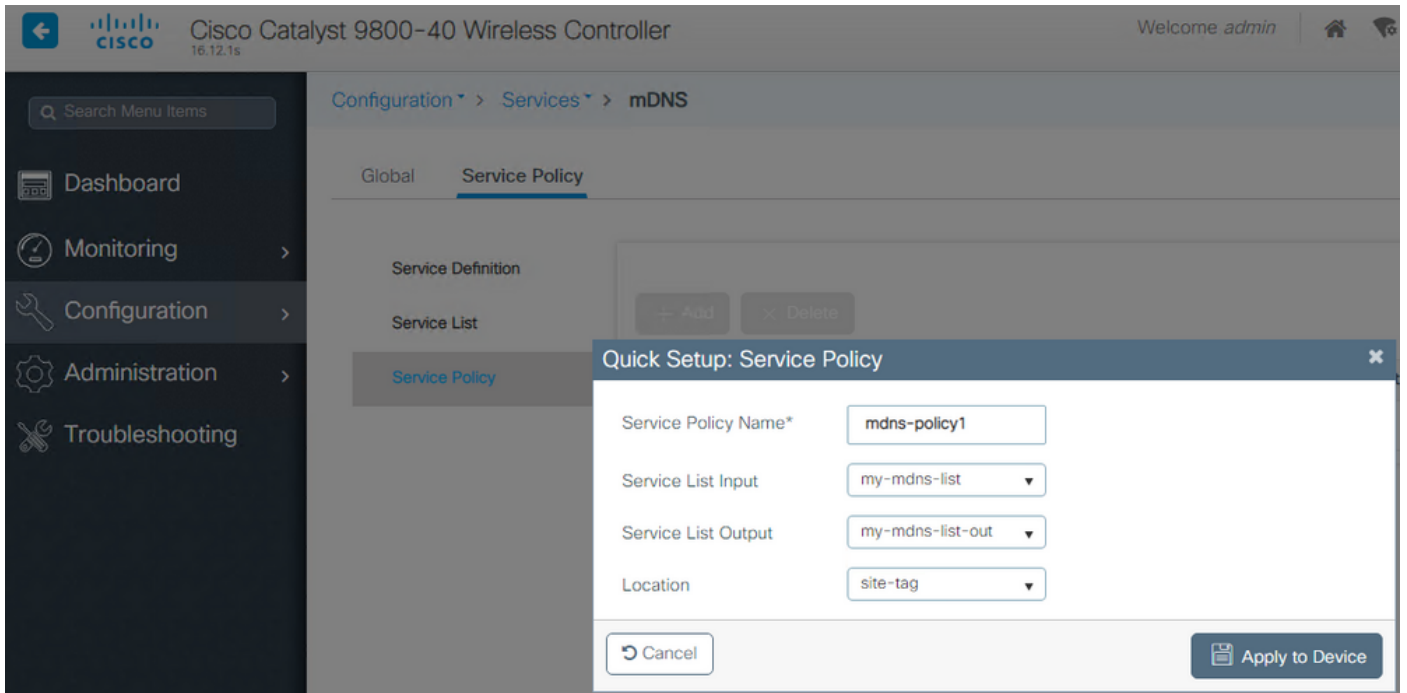 CISCO
Cisco Catalyst 9800-40 Wireless Controller
16.12.1s
Welcome admin
Search Menu Items
Configuration > Services > mDNS
Dashboard
Monitoring
Configuration
Administration
Troubleshooting
Global Service Policy
Service Definition
Service List
Service Policy
+ Add × Delete
Quick Setup: Service Policy
Service Policy Name* mdns-policy1
Service List Input my-mdns-list
Service List Output my-mdns-list-out
Location site-tag
Cancel
Apply to Device